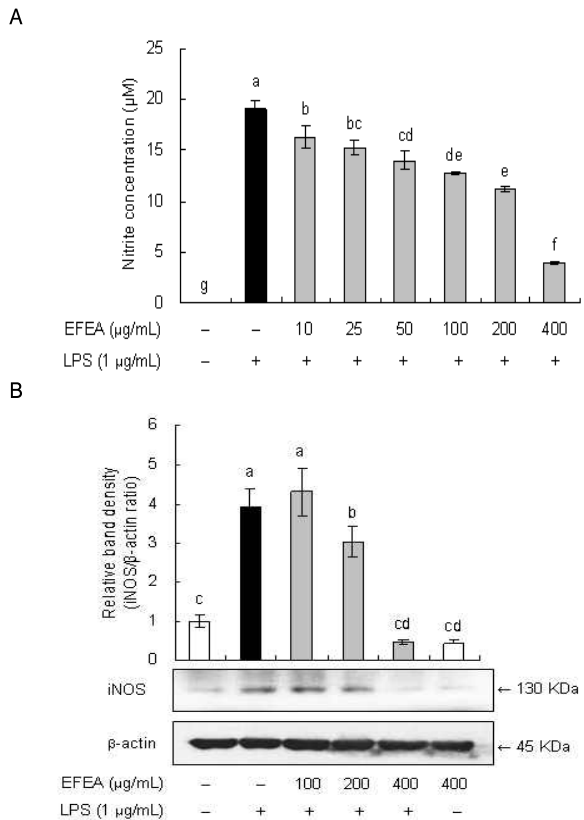 A
Nitrite concentration (µM)
25
20
15
10
5
0
g
a
b
bc
cd
de
e
f
EFEA (µg/mL) – – 10 25 50 100 200 400
LPS (1 µg/mL) – + + + + + + +
B
Relative band density
(iNOS/β-actin ratio)
6
5
4
3
2
1
0
c
a
a
b
cd
cd
iNOS ← 130 KDa
β-actin ← 45 KDa
EFEA (µg/mL) – – 100 200 400 400
LPS (1 µg/mL) – + + + + –